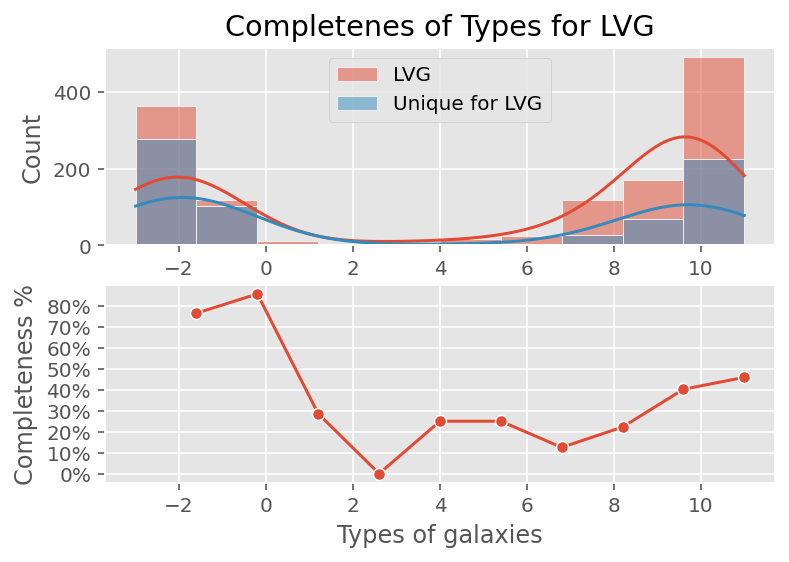 Completenes of Types for LVG
LVG
Unique for LVG
Count
400
200
0
−2 0 2 4 6 8 10
Completeness %
80%
70%
60%
50%
40%
30%
20%
10%
0%
−2 0 2 4 6 8 10
Types of galaxies